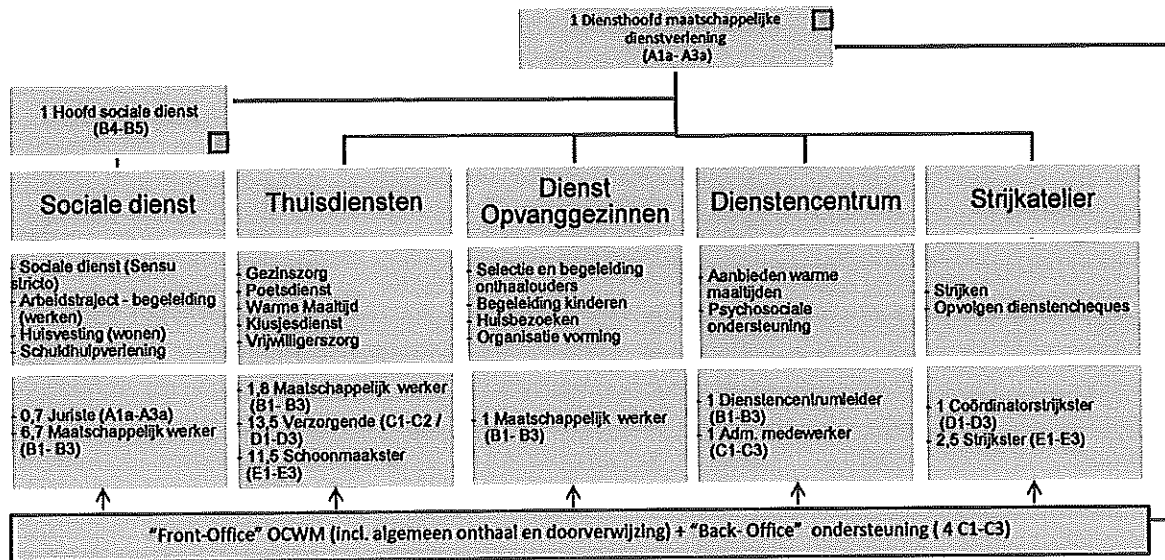 1 Diensthoofd maatschappelijke
dienstverlening
(A1a- A3a)
1 Hoofd sociale dienst
(B4-B5)
Sociale dienst
Thuisdiensten
Dienst
Opvanggezinnen
Dienstencentrum
Strijkatelier
- Sociale dienst (Sensu
stricto)
- Arbeidstraject - begeleiding
(werken)
- Huisvesting (wonen)
- Schuldhulpverlening
- Gezinszorg
- Poetsdienst
- Warme Maaltijd
- Klusjesdienst
- Vrijwilligerszorg
- Selectie en begeleiding
onthaalouders
- Begeleiding kinderen
- Huisbezoeken
- Organisatie vorming
- Aanbieden warme
maaltijden
- Psychosociale
ondersteuning
- Strijken
- Opvolgen dienstencheques
- 0,7 Juriste (A1a-A3a)
- 6,7 Maatschappelijk werker
(B1- B3)
- 1,8 Maatschappelijk werker
(B1- B3)
- 13,5 Verzorgende (C1-C2 /
D1-D3)
- 11,5 Schoonmaakster
(E1-E3)
- 1 Maatschappelijk werker
(B1- B3)
- 1 Dienstencentrumleider
(B1-B3)
- 1 Adm. medewerker
(C1-C3)
- 1 Coördinatorstrijkster
(D1-D3)
- 2,5 Strijkster (E1-E3)
"Front-Office" OCWM (incl. algemeen onthaal en doorverwijzing) + "Back- Office" ondersteuning ( 4 C1-C3)